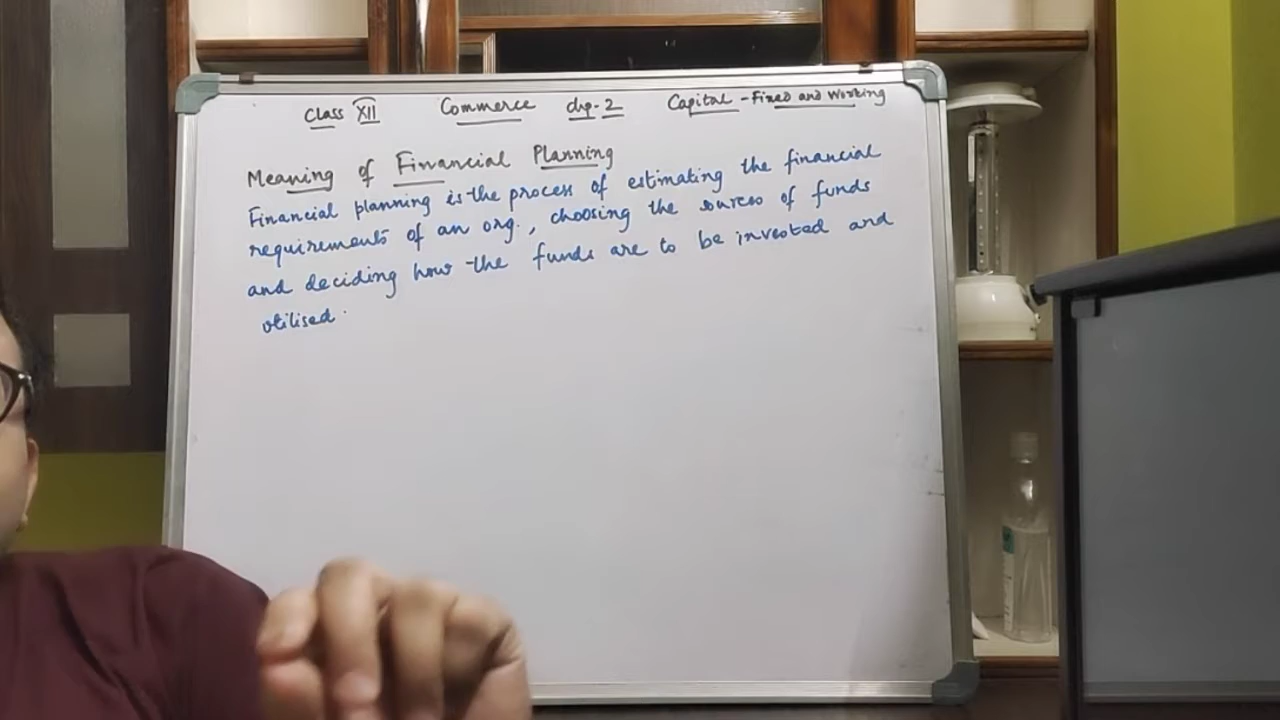 Class XII Commerce chp-2 Capital - Fixed and Working
Meaning of Financial Planning
Financial planning is the process of estimating the financial
requirements of an org., choosing the sources of funds
and deciding how the funds are to be invested and
utilised.